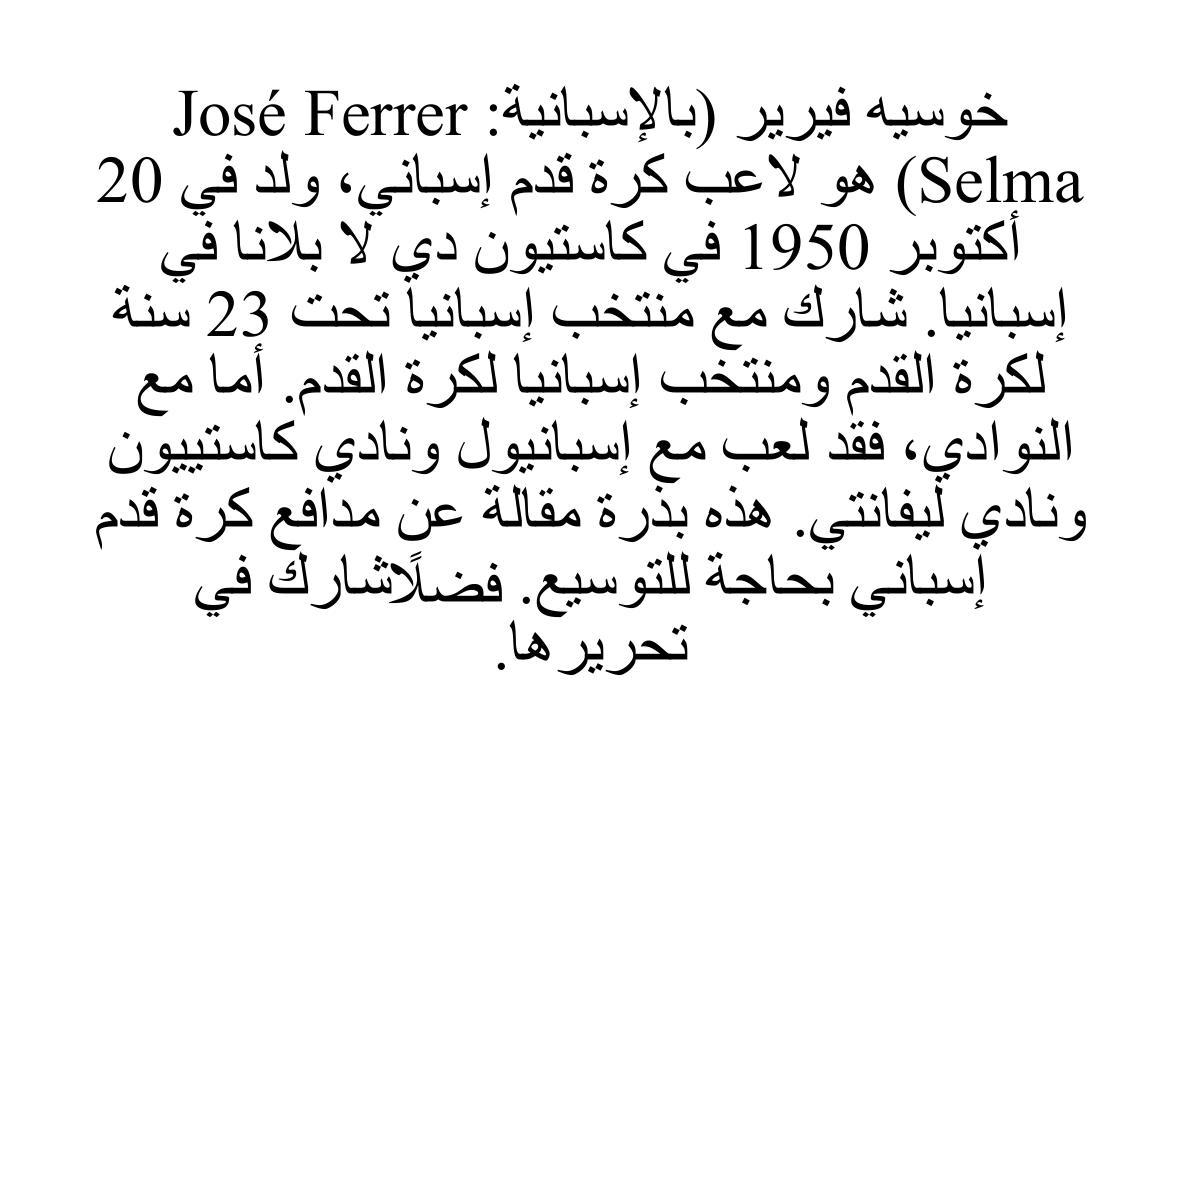 خوسيه فيرير (بالإسبانية: José Ferrer
Selma) هو لاعب كرة قدم إسباني، ولد في 20
أكتوبر 1950 في كاستيون دي لا بلانا في
إسبانيا. شارك مع منتخب إسبانيا تحت 23 سنة
لكرة القدم ومنتخب إسبانيا لكرة القدم. أما مع
النوادي، فقد لعب مع إسبانيول ونادي كاستييون
ونادي ليفانتي. هذه بذرة مقالة عن مدافع كرة قدم
إسباني بحاجة للتوسيع. فضلًاشارك في
تحريرها.